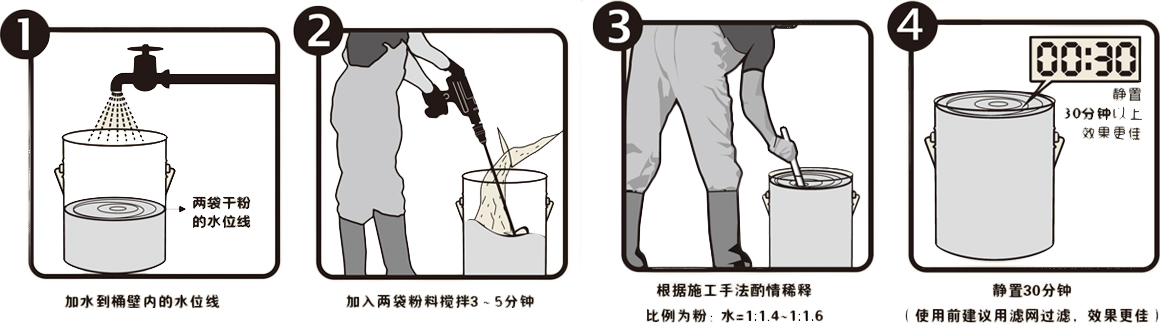 1
两袋干粉
的水位线
加水到桶壁内的水位线
2
加入两袋粉料搅拌3~5分钟
3
根据施工手法酌情稀释
比例为粉：水=1:1.4~1:1.6
4
00:30
静置
30分钟以上
效果更佳
静置30分钟
（使用前建议用滤网过滤，效果更佳）